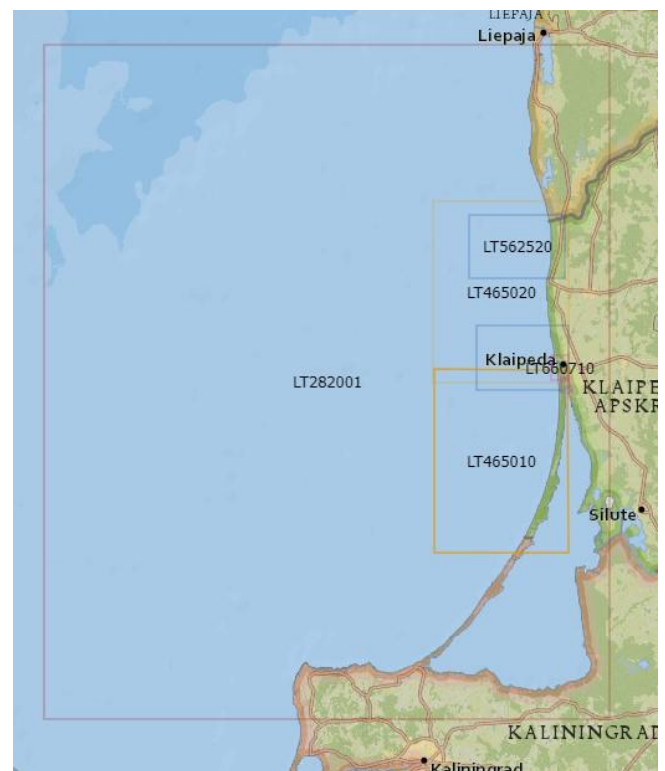 LIEPAJA
Liepaja
LT562520
LT465020
Klaipeda
LT660710
LT282001
KLAIPE
APSKR
LT465010
Silute
KALININGRAD
Kaliningrad